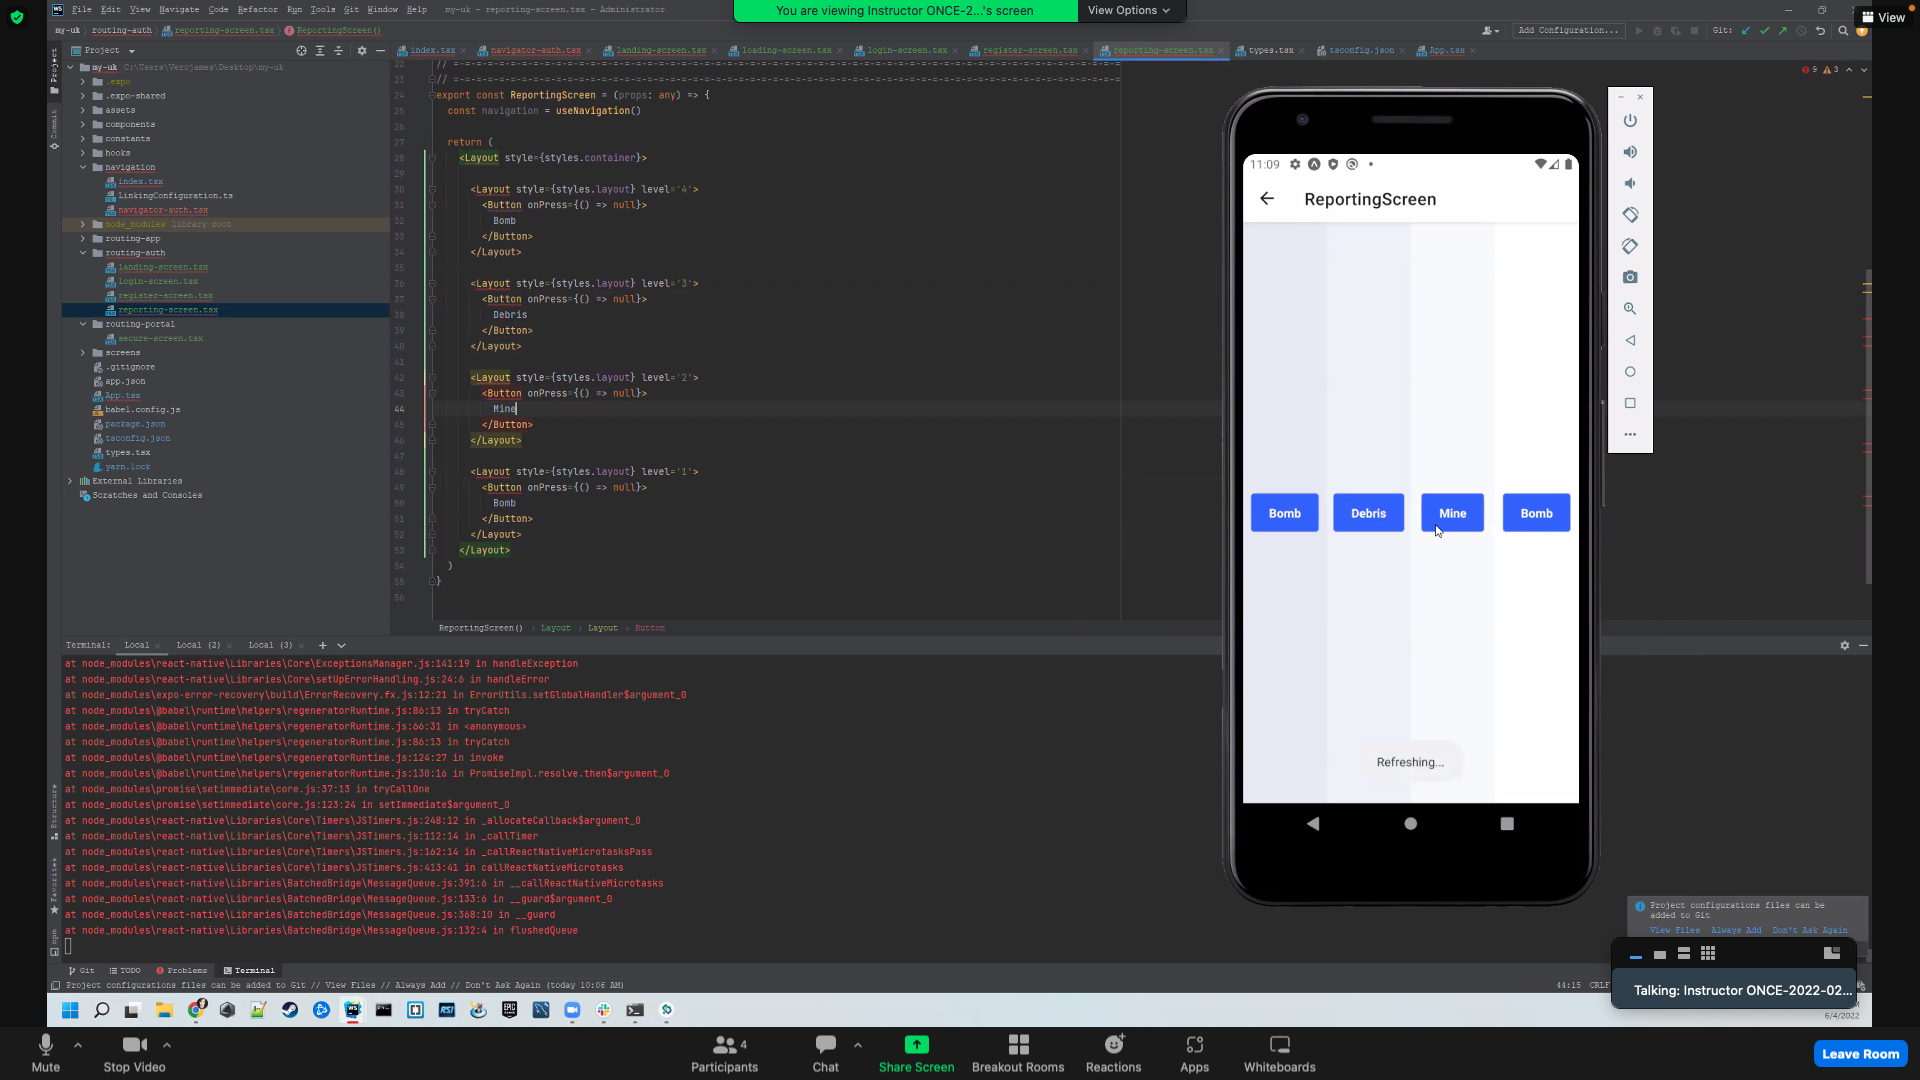 You are viewing Instructor ONCE-2...'s screen
View Options
View
WS File Edit View Navigate Code Refactor Run Tools Git Window Help my-uk - reporting-screen.tsx - Administrator
my-uk routing-auth reporting-screen.tsx ReportingScreen()
Add Configuration... Git:
Project
index.tsx navigator-auth.tsx landing-screen.tsx loading-screen.tsx login-screen.tsx register-screen.tsx reporting-screen.tsx types.tsx tsconfig.json App.tsx
my-uk C:\Users\Vercjames\Desktop\my-uk
.expo
.expo-shared
assets
components
constants
hooks
navigation
index.tsx
LinkingConfiguration.ts
navigator-auth.tsx
node_modules library root
routing-app
routing-auth
landing-screen.tsx
login-screen.tsx
register-screen.tsx
reporting-screen.tsx
routing-portal
secure-screen.tsx
screens
.gitignore
app.json
App.tsx
babel.config.js
package.json
tsconfig.json
types.tsx
yarn.lock
External Libraries
Scratches and Consoles
Project
Commit
Structure
Favorites
npm
9 3
22 // -=-=-=-=-=-=-=-=-=-=-=-=-=-=-=-=-=-=-=-=-=-=-=-=
23 // -=-=-=-=-=-=-=-=-=-=-=-=-=-=-=-=-=-=-=-=-=-=-=-=
24 export const ReportingScreen = (props: any) => {
25 const navigation = useNavigation()
26
27 return (
28 <Layout style={styles.container}>
30 <Layout style={styles.layout} level='4'>
31 <Button onPress={() => null}>
32 Bomb
33 </Button>
34 </Layout>
35
36 <Layout style={styles.layout} level='3'>
37 <Button onPress={() => null}>
38 Debris
39 </Button>
40 </Layout>
41
42 <Layout style={styles.layout} level='2'>
43 <Button onPress={() => null}>
44 Mine
45 </Button>
46 </Layout>
47
48 <Layout style={styles.layout} level='1'>
49 <Button onPress={() => null}>
50 Bomb
51 </Button>
52 </Layout>
53 </Layout>
54 )
55 }
56
ReportingScreen() Layout Layout Button
11:09
ReportingScreen
Bomb Debris Mine Bomb
Refreshing...
Terminal: Local Local (2) Local (3)
at node_modules\react-native\Libraries\Core\ExceptionsManager.js:141:19 in handleException
at node_modules\react-native\Libraries\Core\setUpErrorHandling.js:24:6 in handleError
at node_modules\expo-error-recovery\build\ErrorRecovery.fx.js:12:21 in ErrorUtils.setGlobalHandler$argument_0
at node_modules\@babel\runtime\helpers\regeneratorRuntime.js:86:13 in tryCatch
at node_modules\@babel\runtime\helpers\regeneratorRuntime.js:66:31 in <anonymous>
at node_modules\@babel\runtime\helpers\regeneratorRuntime.js:86:13 in tryCatch
at node_modules\@babel\runtime\helpers\regeneratorRuntime.js:124:27 in invoke
at node_modules\@babel\runtime\helpers\regeneratorRuntime.js:130:16 in PromiseImpl.resolve.then$argument_0
at node_modules\promise\setimmediate\core.js:37:13 in tryCallOne
at node_modules\promise\setimmediate\core.js:123:24 in setImmediate$argument_0
at node_modules\react-native\Libraries\Core\Timers\JSTimers.js:248:12 in _allocateCallback$argument_0
at node_modules\react-native\Libraries\Core\Timers\JSTimers.js:112:14 in _callTimer
at node_modules\react-native\Libraries\Core\Timers\JSTimers.js:162:14 in _callReactNativeMicrotasksPass
at node_modules\react-native\Libraries\Core\Timers\JSTimers.js:413:41 in callReactNativeMicrotasks
at node_modules\react-native\Libraries\BatchedBridge\MessageQueue.js:391:6 in __callReactNativeMicrotasks
at node_modules\react-native\Libraries\BatchedBridge\MessageQueue.js:133:6 in __guard$argument_0
at node_modules\react-native\Libraries\BatchedBridge\MessageQueue.js:368:10 in __guard
at node_modules\react-native\Libraries\BatchedBridge\MessageQueue.js:132:4 in flushedQueue
Project configurations files can be
added to Git
View Files Always Add Don't Ask Again
Git TODO Problems Terminal
Project configurations files can be added to Git // View Files // Always Add // Don't Ask Again (today 10:06 AM)
44:15 CRLF
Talking: Instructor ONCE-2022-02...
6/4/2022
Mute
Stop Video
4
Participants
Chat
Share Screen
Breakout Rooms
Reactions
Apps
Whiteboards
Leave Room